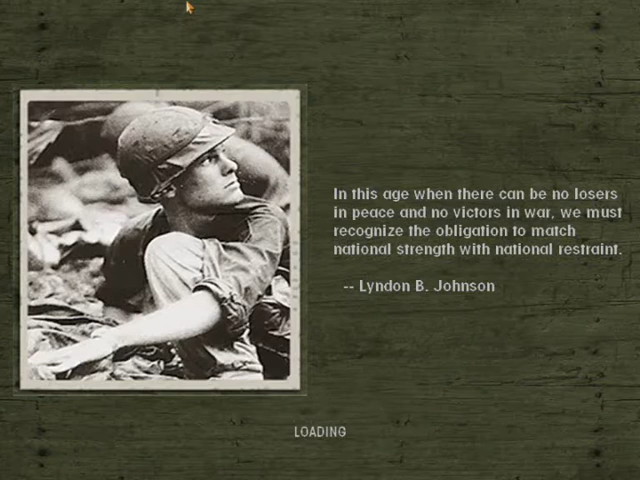 In this age when there can be no losers
in peace and no victors in war, we must
recognize the obligation to match
national strength with national restraint.
-- Lyndon B. Johnson
LOADING